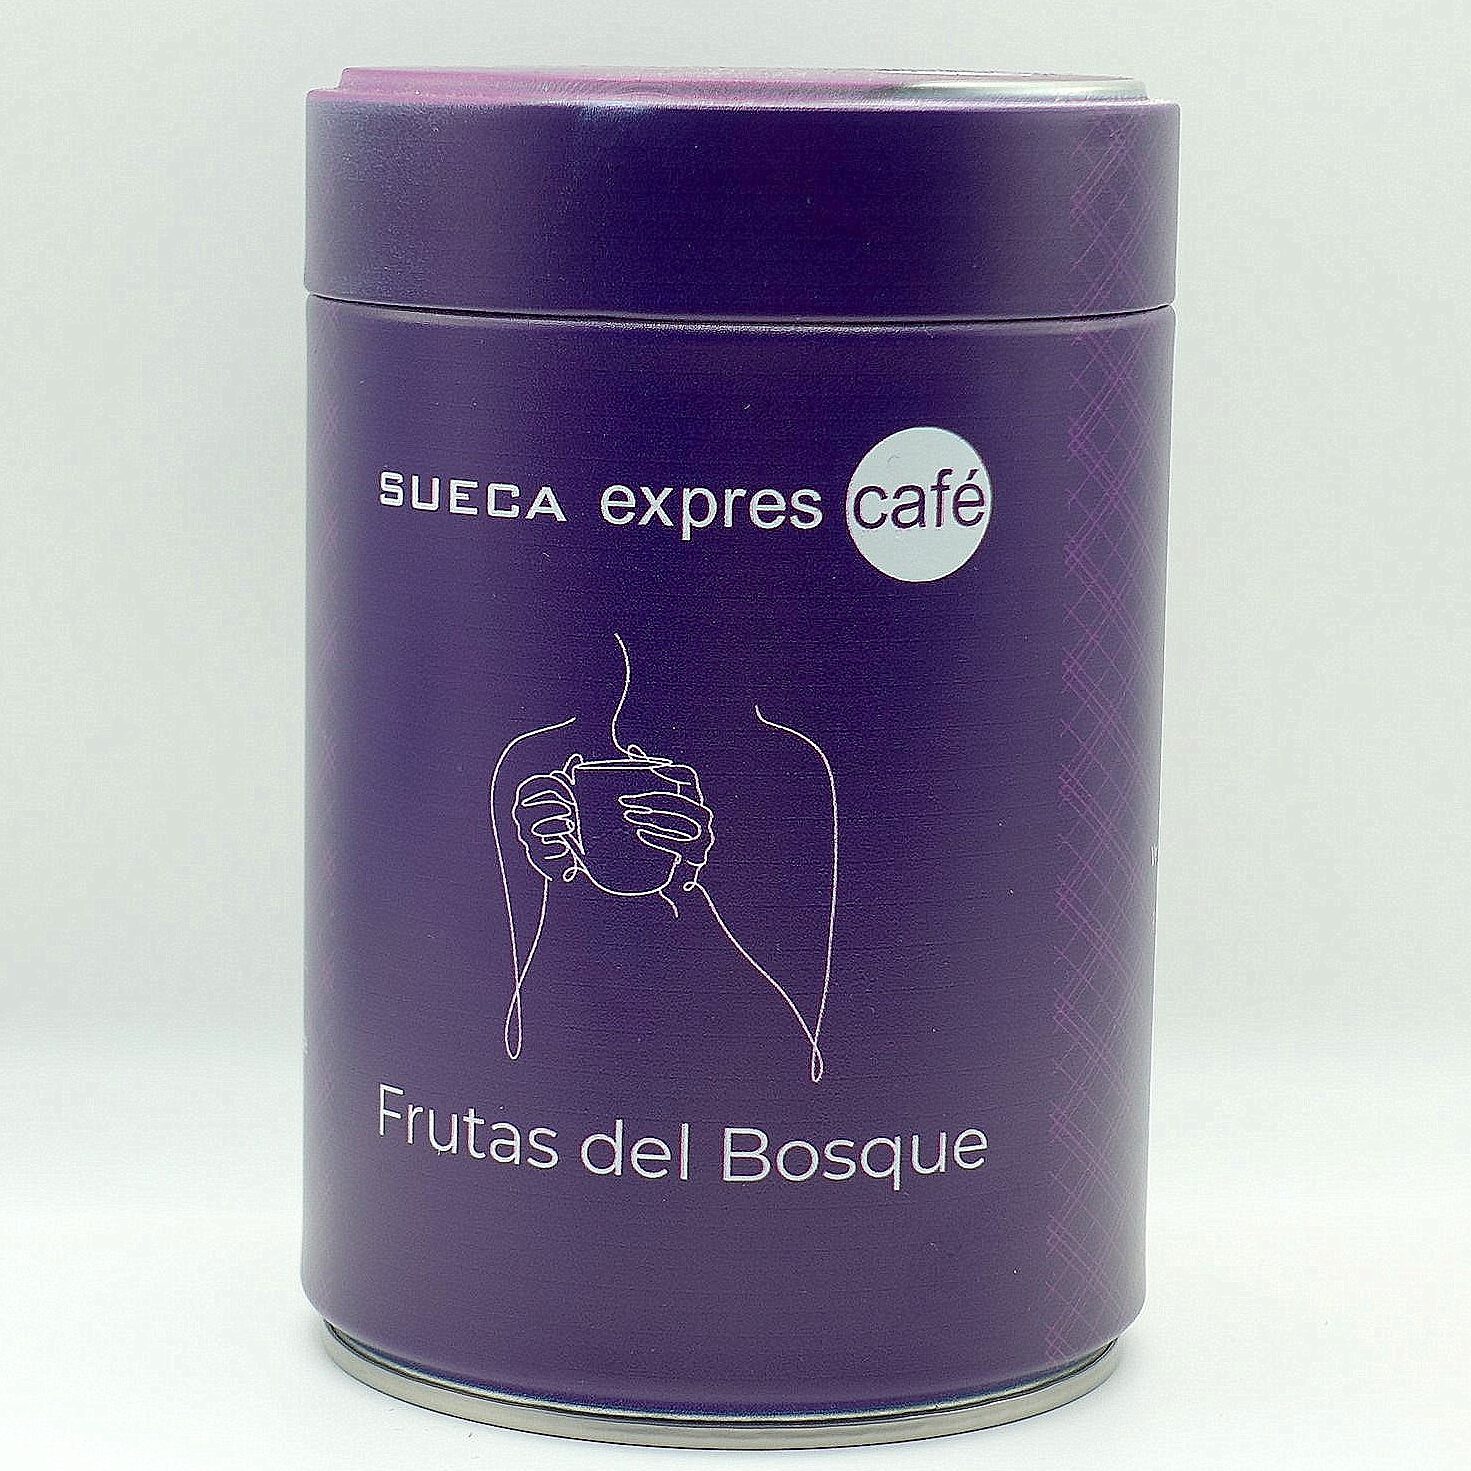 SUECA expres café
Frutas del Bosque